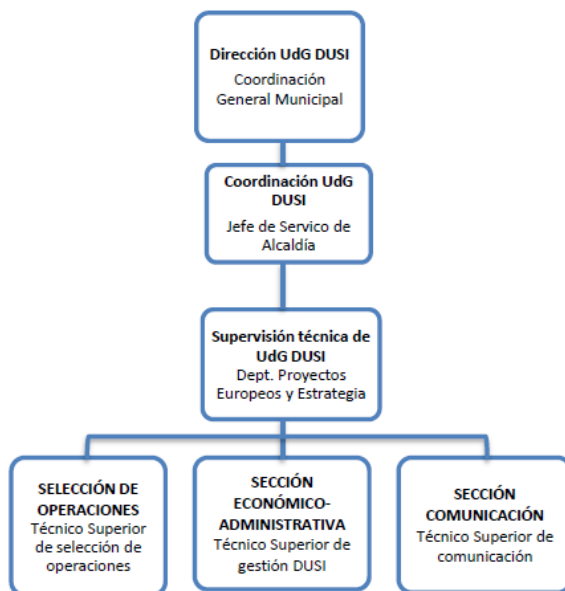 Dirección UdG DUSI
Coordinación
General Municipal
Coordinación UdG
DUSI
Jefe de Servico de
Alcaldía
Supervisión técnica de
UdG DUSI
Dept. Proyectos
Europeos y Estrategia
SELECCIÓN DE
OPERACIONES
Técnico Superior
de selección de
operaciones
SECCIÓN
ECONÓMICO-
ADMINISTRATIVA
Técnico Superior de
gestión DUSI
SECCIÓN
COMUNICACIÓN
Técnico Superior de
comunicación